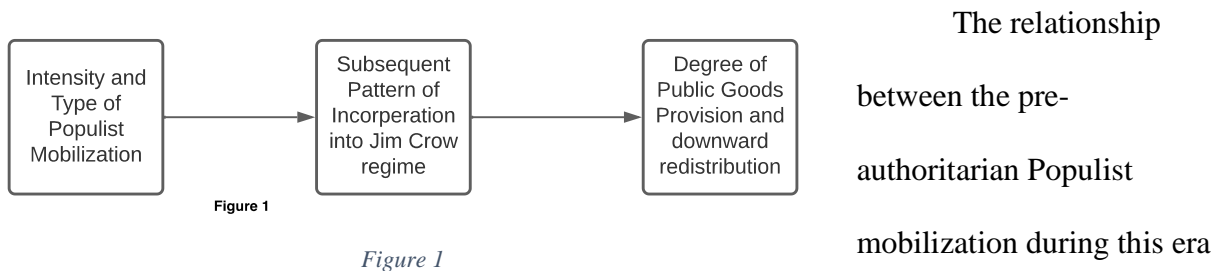 Intensity and
Type of
Populist
Mobilization
Subsequent
Pattern of
Incorperation
into Jim Crow
regime
Degree of
Public Goods
Provision and
downward
redistribution
Figure 1
Figure 1
The relationship
between the pre-
authoritarian Populist
mobilization during this era